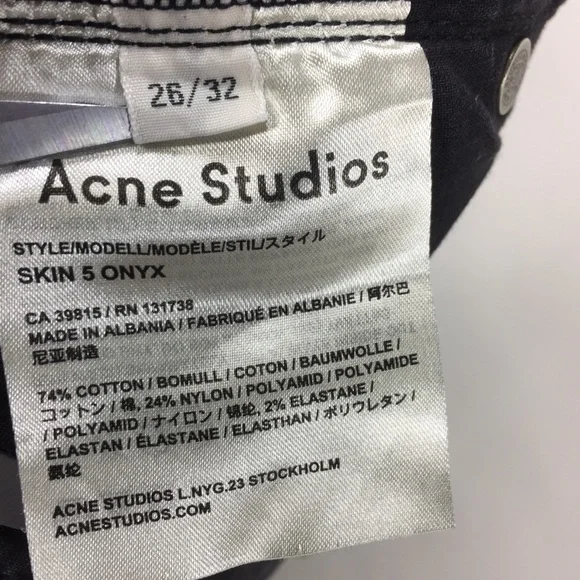 26/32
Acne Studios
STYLE/MODELL/MODÈLE/STIL/スタイル
SKIN 5 ONYX
CA 39815 / RN 131738
MADE IN ALBANIA / FABRIQUÉ EN ALBANIE / 阿尔巴
尼亚制造
74% COTTON / BOMULL / COTON / BAUMWOLLE /
コットン / 棉, 24% NYLON / POLYAMID / POLYAMIDE
/ POLYAMID / ナイロン / 锦纶, 2% ELASTANE /
ELASTAN / ÉLASTANE / ELASTHAN / ポリウレタン /
氨纶
ACNE STUDIOS L.NYG.23 STOCKHOLM
ACNESTUDIOS.COM